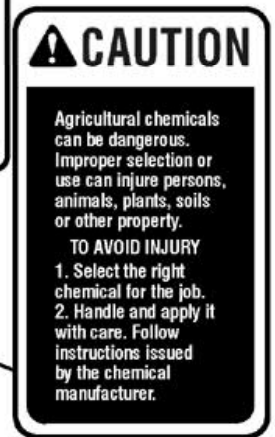 CAUTION
Agricultural chemicals
can be dangerous.
Improper selection or
use can injure persons,
animals, plants, soils
or other property.
TO AVOID INJURY
1. Select the right
chemical for the job.
2. Handle and apply it
with care. Follow
instructions issued
by the chemical
manufacturer.